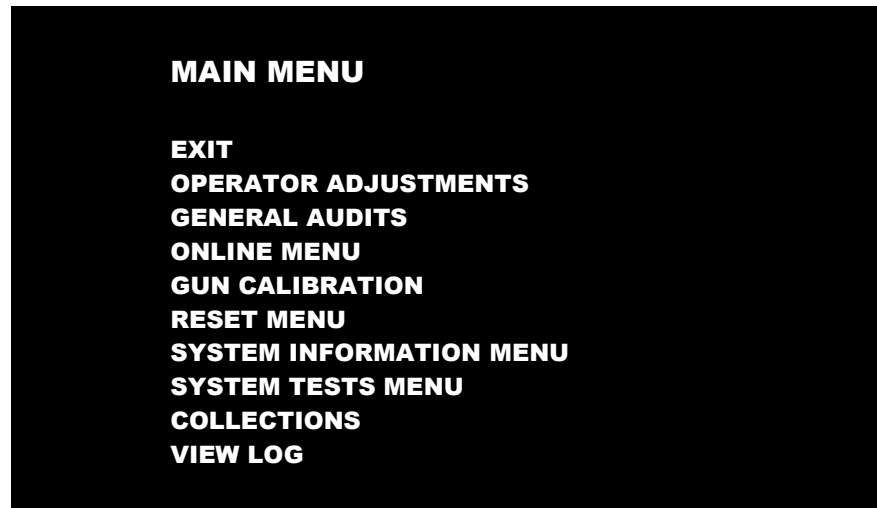 MAIN MENU
EXIT
OPERATOR ADJUSTMENTS
GENERAL AUDITS
ONLINE MENU
GUN CALIBRATION
RESET MENU
SYSTEM INFORMATION MENU
SYSTEM TESTS MENU
COLLECTIONS
VIEW LOG